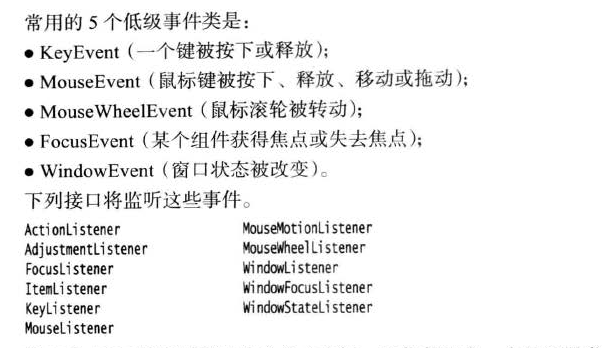 常用的 5 个低级事件类是：
● KeyEvent（一个键被按下或释放）；
● MouseEvent（鼠标键被按下、释放、移动或拖动）；
● MouseWheelEvent（鼠标滚轮被转动）；
● FocusEvent（某个组件获得焦点或失去焦点）；
● WindowEvent（窗口状态被改变）。
下列接口将监听这些事件。
ActionListener
AdjustmentListener
FocusListener
ItemListener
KeyListener
MouseListener
MouseMotionListener
MouseWheelListener
WindowListener
WindowFocusListener
WindowStateListener